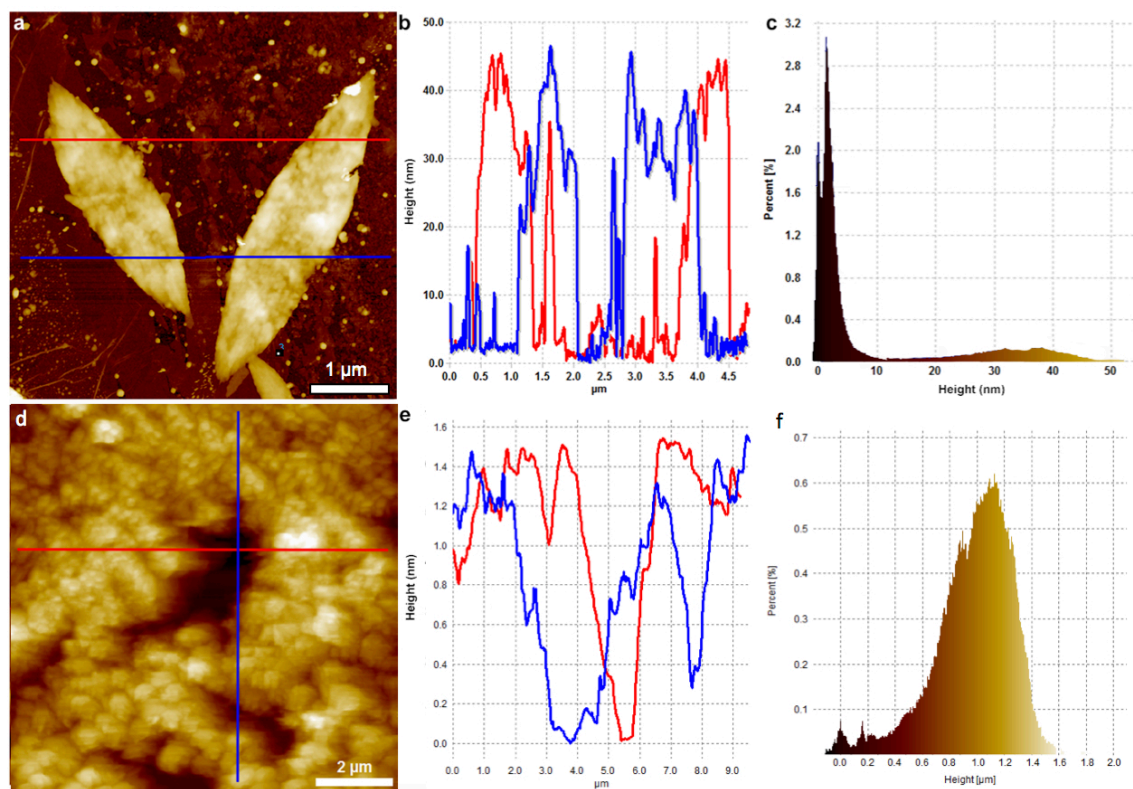 a
1 µm
3
b
Height (nm)
50.0
40.0
30.0
20.0
10.0
0.0
0.0 0.5 1.0 1.5 2.0 2.5 3.0 3.5 4.0 4.5
µm
c
Percent [%]
3.2
3.0
2.4
1.8
1.2
0.4
0.0
0 10 20 30 40 50
Height (nm)
d
2 µm
e
Height (nm)
1.6
1.4
1.2
1.0
0.8
0.6
0.4
0.2
0.0
0.0 1.0 2.0 3.0 4.0 5.0 6.0 7.0 8.0 9.0
µm
f
Percent [%]
0.7
0.6
0.5
0.4
0.3
0.2
0.1
0.0 0.2 0.4 0.6 0.8 1.0 1.2 1.4 1.6 1.8 2.0
Height [µm]